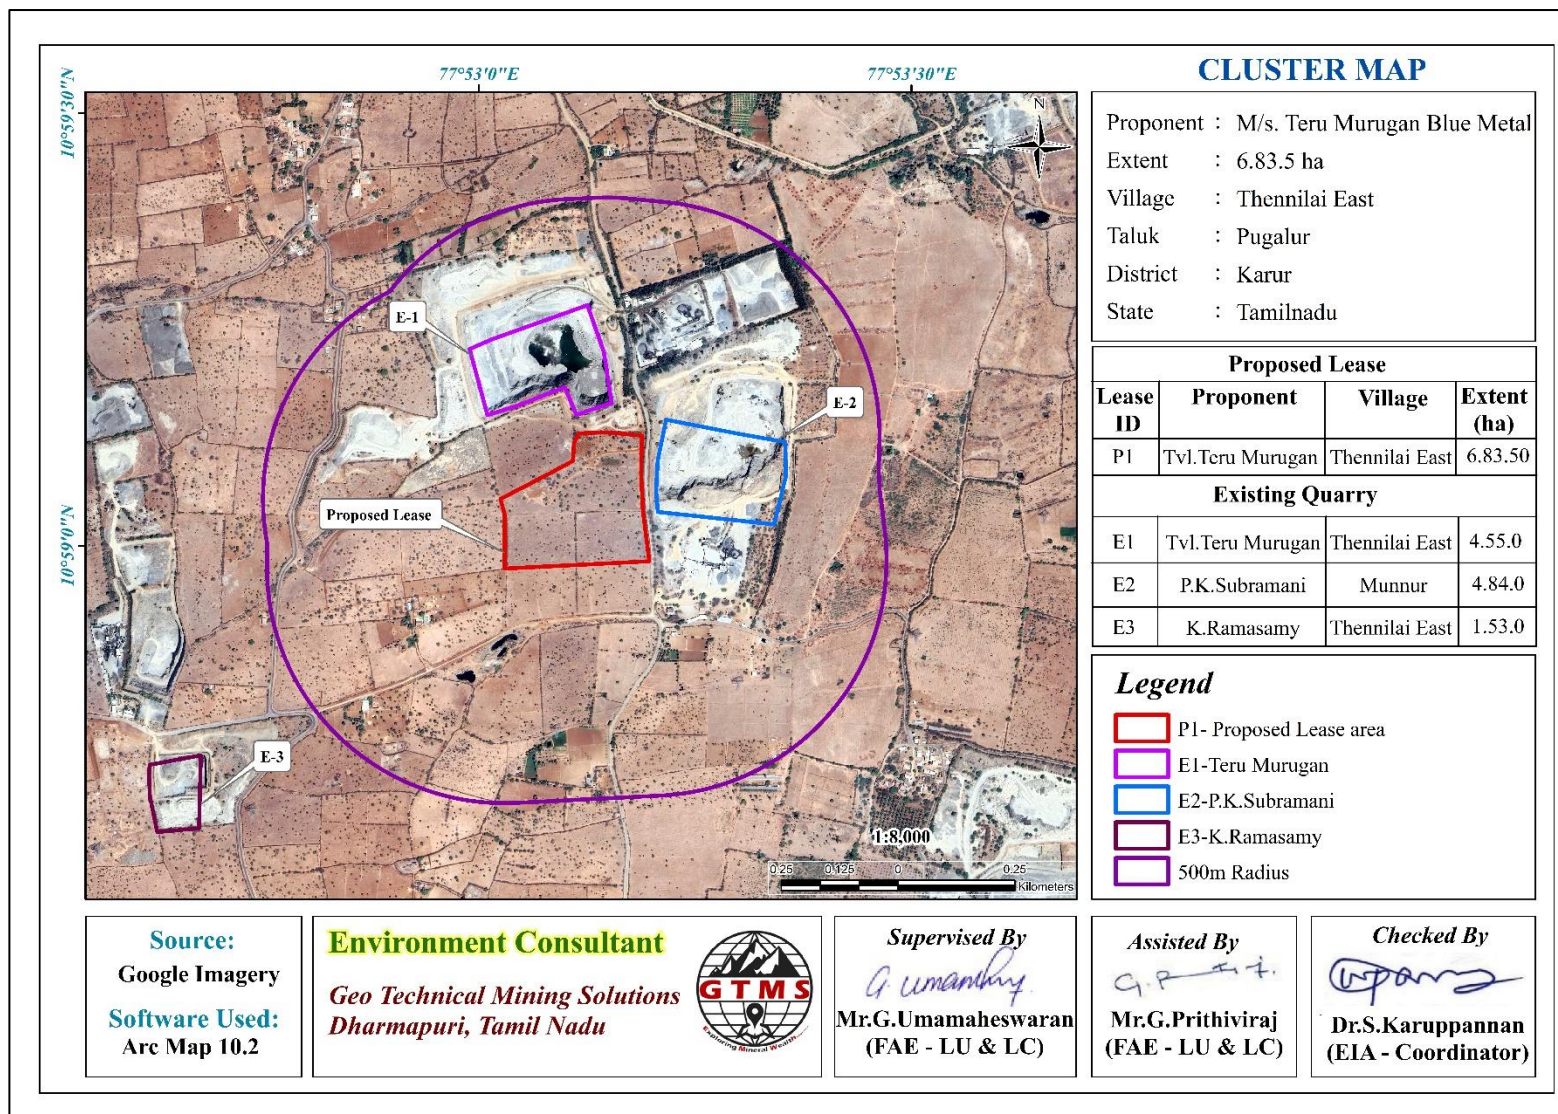 77°53'0"E
77°53'30"E
10°59'30"N
10°59'0"N
N
E-1
E-2
Proposed Lease
E-3
1:8,000
0.25 0.125 0 0.25
Kilometers
CLUSTER MAP
Proponent : M/s. Teru Murugan Blue Metal
Extent : 6.83.5 ha
Village : Thennilai East
Taluk : Pugalur
District : Karur
State : Tamilnadu
Proposed Lease
Lease ID Proponent Village Extent (ha)
P1 Tvl.Teru Murugan Thennilai East 6.83.50
Existing Quarry
E1 Tvl.Teru Murugan Thennilai East 4.55.0
E2 P.K.Subramani Munnur 4.84.0
E3 K.Ramasamy Thennilai East 1.53.0
Legend
P1- Proposed Lease area
E1-Teru Murugan
E2-P.K.Subramani
E3-K.Ramasamy
500m Radius
Source:
Google Imagery
Software Used:
Arc Map 10.2
Environment Consultant
Geo Technical Mining Solutions
Dharmapuri, Tamil Nadu
GTMS
Exploring Mineral Wealth
Supervised By
Mr.G.Umamaheswaran
(FAE - LU & LC)
Assisted By
Mr.G.Prithiviraj
(FAE - LU & LC)
Checked By
Dr.S.Karuppannan
(EIA - Coordinator)